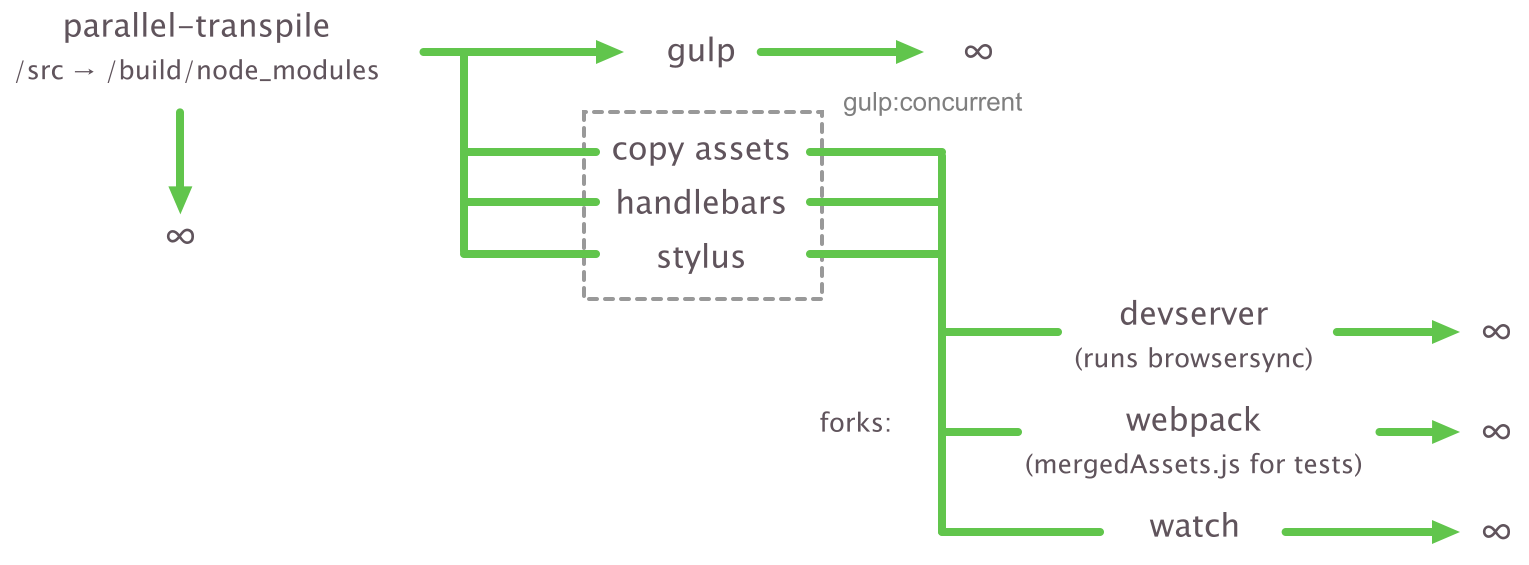 parallel-transpile
/src → /build/node_modules
∞
gulp
∞
gulp:concurrent
copy assets
handlebars
stylus
devserver
(runs browsersync)
∞
forks:
webpack
(mergedAssets.js for tests)
∞
watch
∞